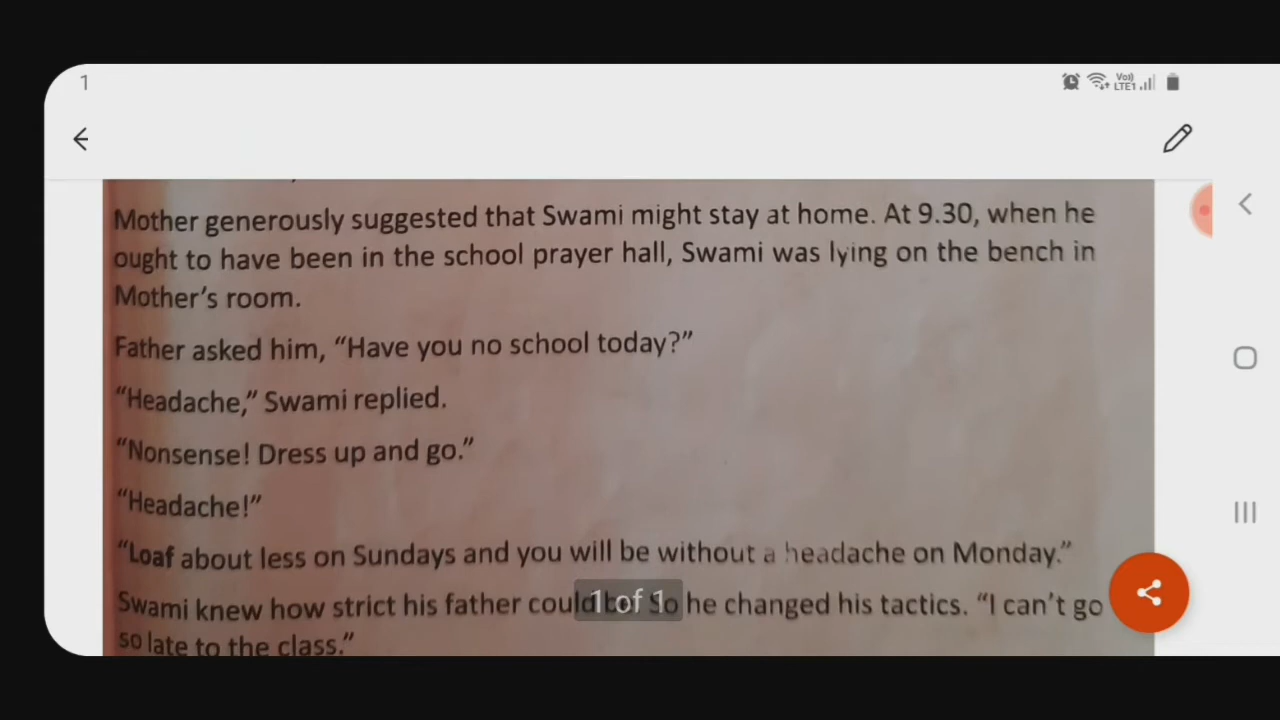 1
Vo))
LTE1
Mother generously suggested that Swami might stay at home. At 9.30, when he
ought to have been in the school prayer hall, Swami was lying on the bench in
Mother's room.
Father asked him, “Have you no school today?”
“Headache,” Swami replied.
“Nonsense! Dress up and go.”
“Headache!”
“Loaf about less on Sundays and you will be without a headache on Monday.”
Swami knew how strict his father could be. So he changed his tactics. “I can't go
1 of 1
so late to the class.”